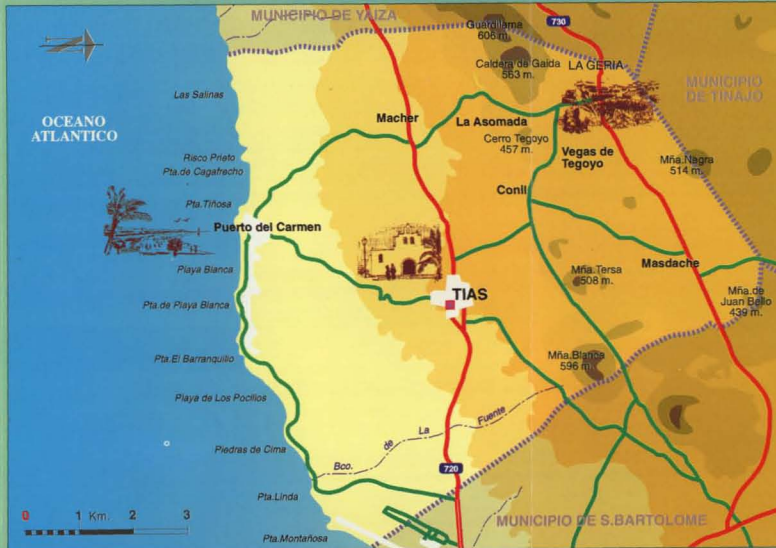 MUNICIPIO DE YAIZA
Guardilama
606 m.
730
Caldera de Gaida
563 m.
LA GERIA
MUNICIPIO
DE TINAJO
Las Salinas
OCEANO
ATLANTICO
Macher
La Asomada
Cerro Tegoyo
457 m.
Vegas de
Tegoyo
Mña.Nagra
514 m.
Risco Prieto
Pta.de Cagafrecho
Conil
Pta.Tiñosa
Puerto del Carmen
Masdache
Playa Blanca
Mña.Tersa
508 m.
Mña.de
Juan Bello
439 m.
TIAS
Pta de Playa Blanca
Pta.El Barranquillo
Mña.Blanca
596 m.
Playa de Los Pocillos
Bco. de La Fuente
Piedras de Cima
720
Pta.Linda
0 1 Km. 2 3
MUNICIPIO DE S.BARTOLOME
Pta.Montañosa